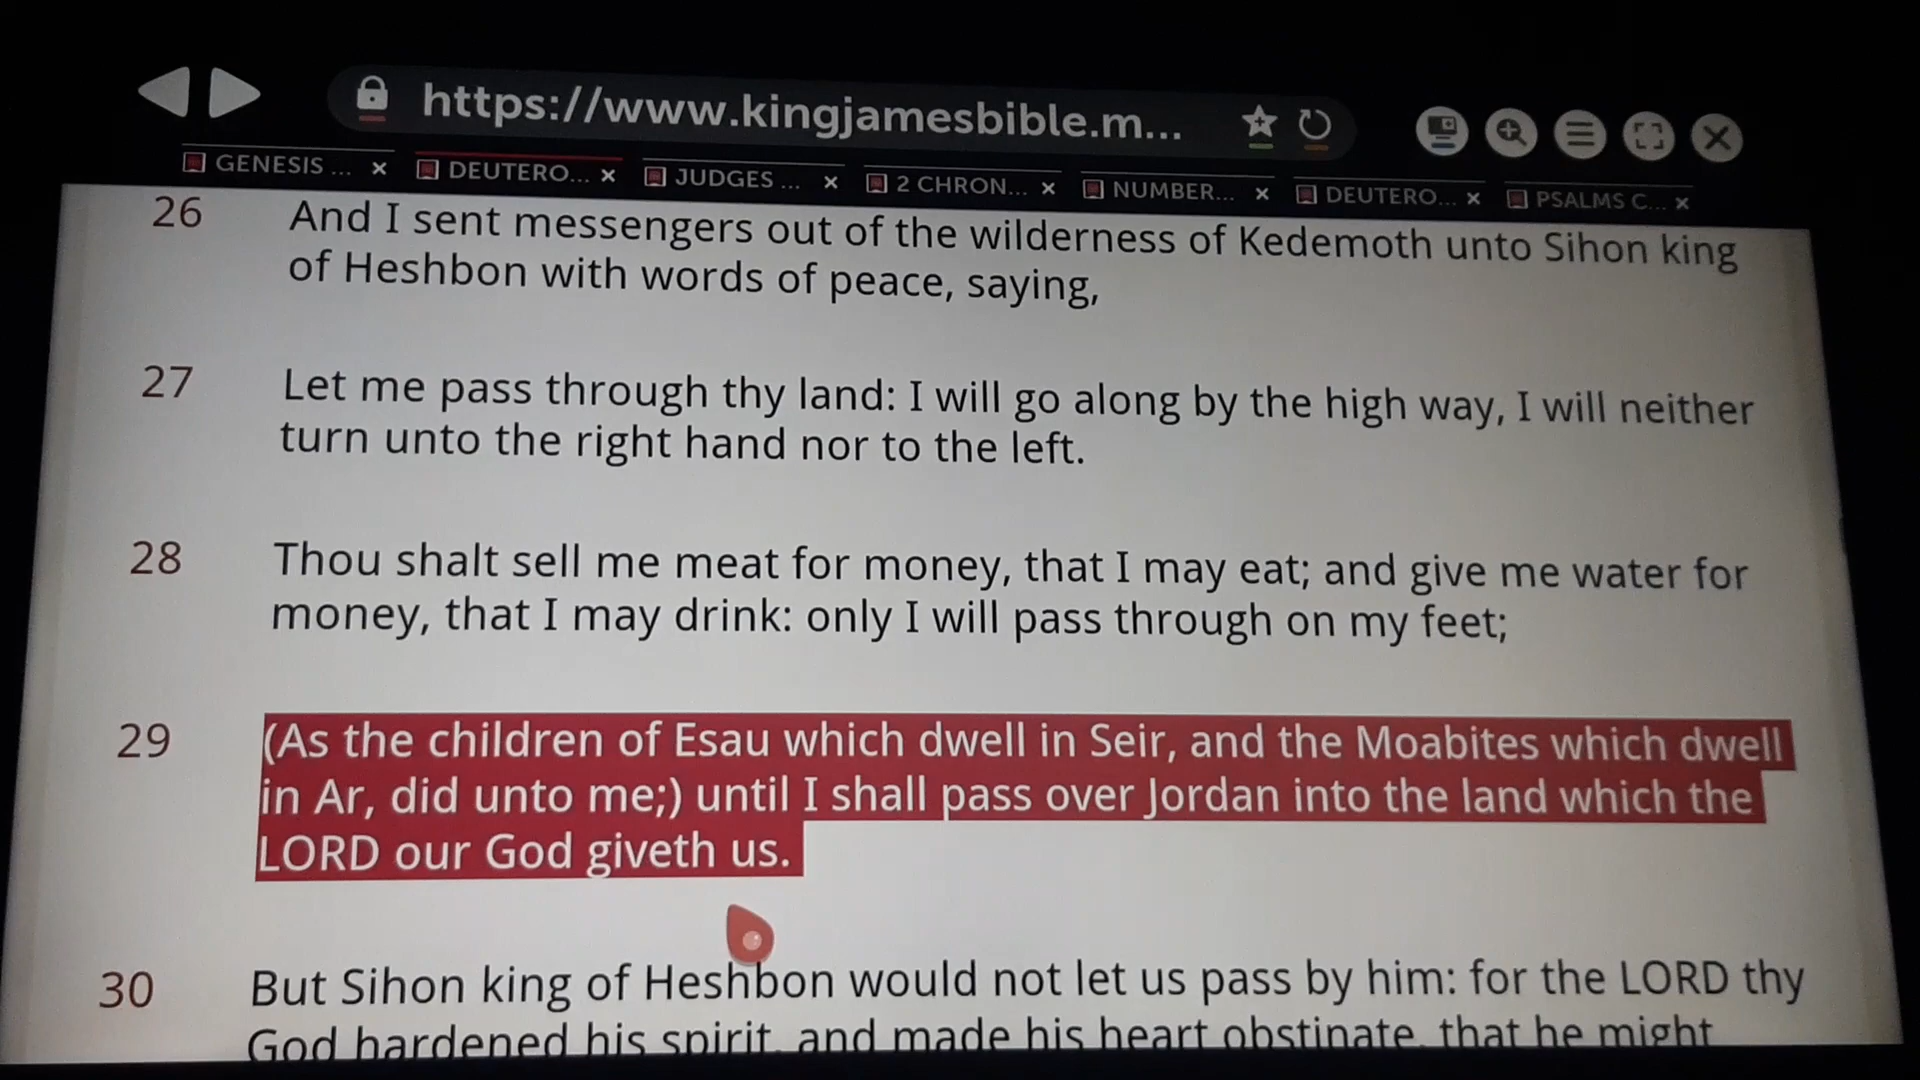 https://www.kingjamesbible.m...
GENESIS ... DEUTERO... JUDGES ... 2 CHRON... NUMBER... DEUTERO... PSALMS C...
26 And I sent messengers out of the wilderness of Kedemoth unto Sihon king
of Heshbon with words of peace, saying,
27 Let me pass through thy land: I will go along by the high way, I will neither
turn unto the right hand nor to the left.
28 Thou shalt sell me meat for money, that I may eat; and give me water for
money, that I may drink: only I will pass through on my feet;
29 (As the children of Esau which dwell in Seir, and the Moabites which dwell
in Ar, did unto me;) until I shall pass over Jordan into the land which the
LORD our God giveth us.
30 But Sihon king of Heshbon would not let us pass by him: for the LORD thy
God hardened his spirit, and made his heart obstinate, that he might